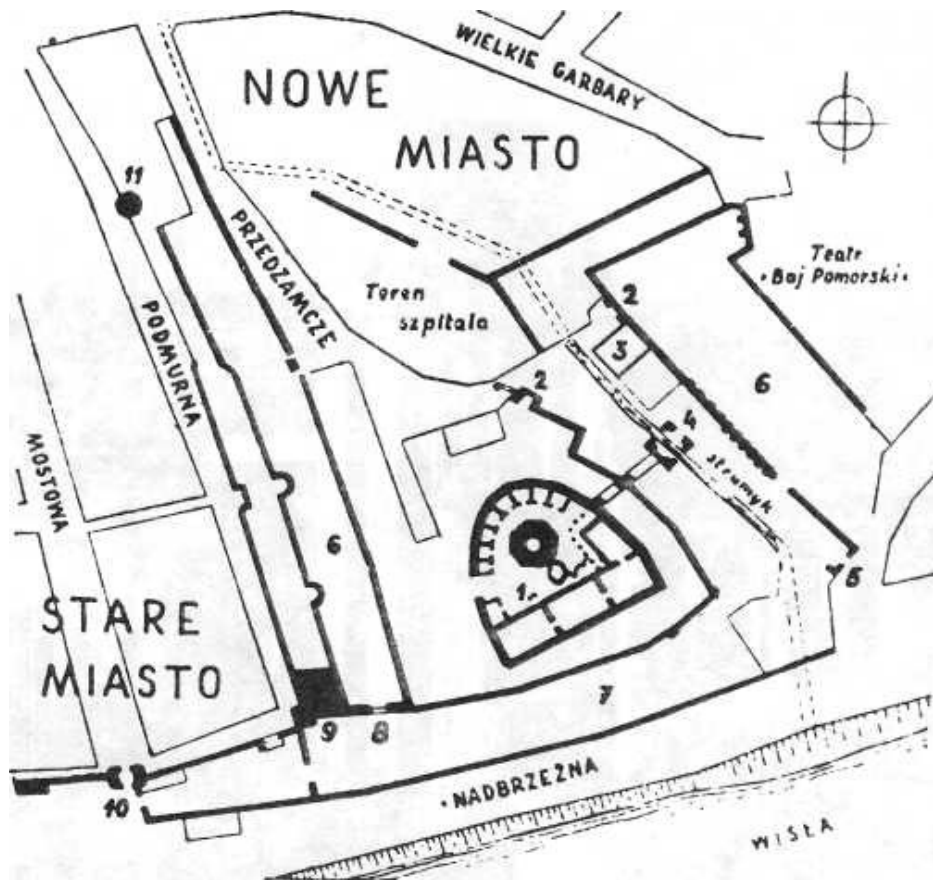 WIELKIE GARBARY
NOWE
MIASTO
11
PRZEDZAMCZE
Teatr
"Baj Pomorski"
Teren
szpitala
2
3
PODMURNA
6
2
4
MOSTOWA
strumyk
6
5
1
STARE
MIASTO
7
9
8
10
NADBRZEŻNA
WISŁA